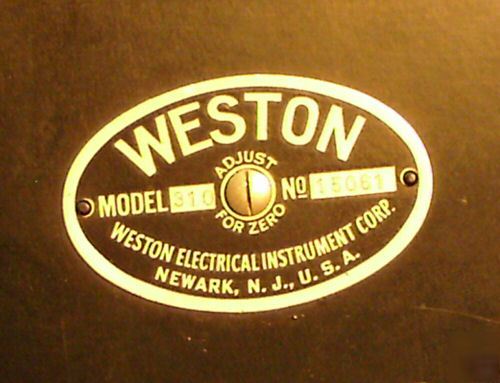 WESTON
ADJUST
FOR ZERO
MODEL 310 No 15061
WESTON ELECTRICAL INSTRUMENT CORP.
NEWARK, N. J., U. S. A.